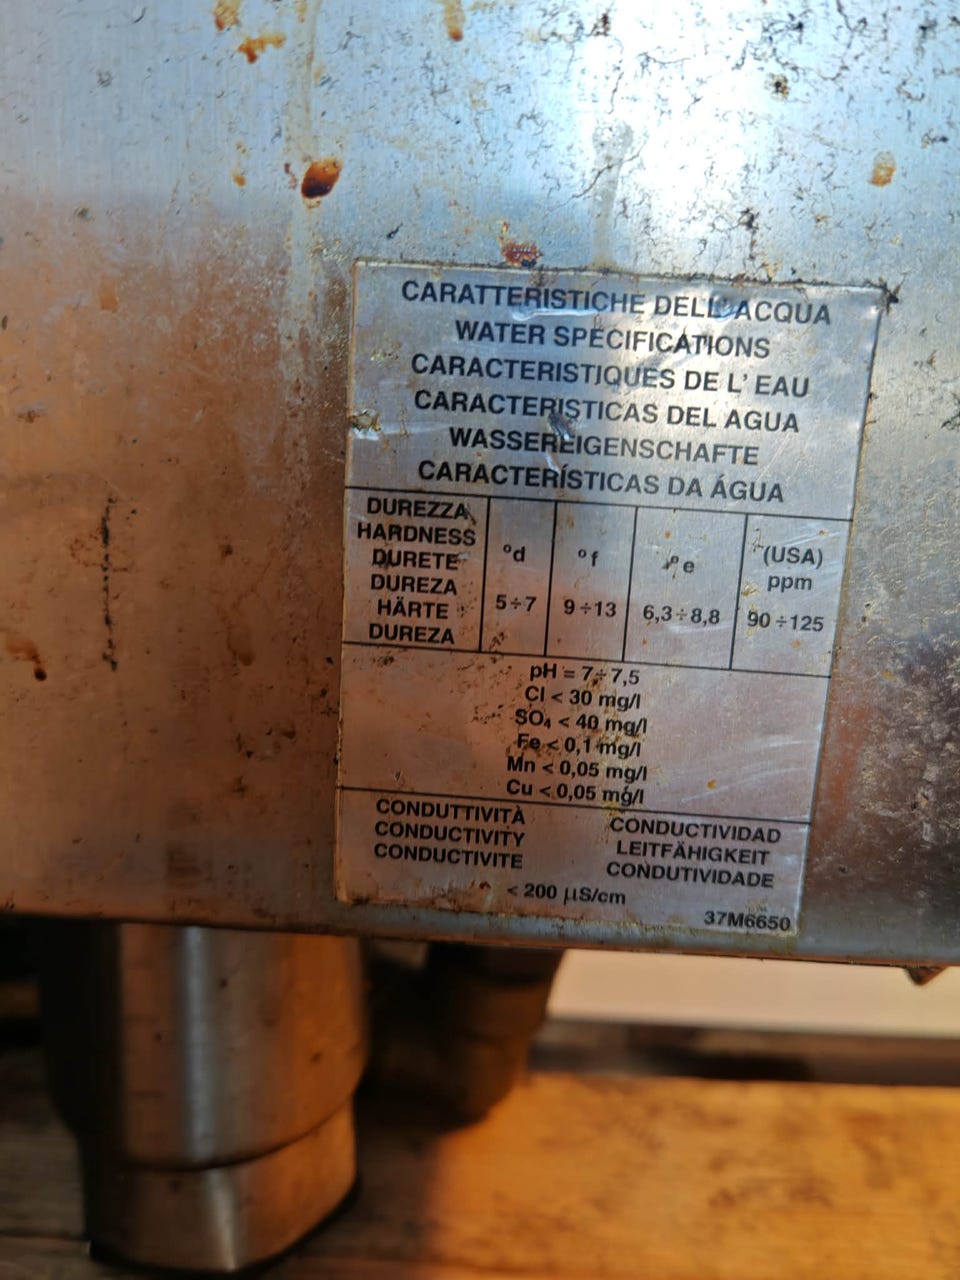 CARATTERISTICHE DELL'ACQUA
WATER SPECIFICATIONS
CARACTERISTIQUES DE L' EAU
CARACTERISTICAS DEL AGUA
WASSEREIGENSCHAFTE
CARACTERÍSTICAS DA ÁGUA
DUREZZA
HARDNESS
DURETE
DUREZA
HÄRTE
DUREZA
ºd
5÷7
ºf
9÷13
ºe
6,3÷8,8
(USA)
ppm
90÷125
pH = 7÷7,5
Cl < 30 mg/l
SO₄ < 40 mg/l
Fe < 0,1 mg/l
Mn < 0,05 mg/l
Cu < 0,05 mg/l
CONDUTTIVITÀ
CONDUCTIVITY
CONDUCTIVITE
CONDUCTIVIDAD
LEITFÄHIGKEIT
CONDUTIVIDADE
< 200 µS/cm
37M6650